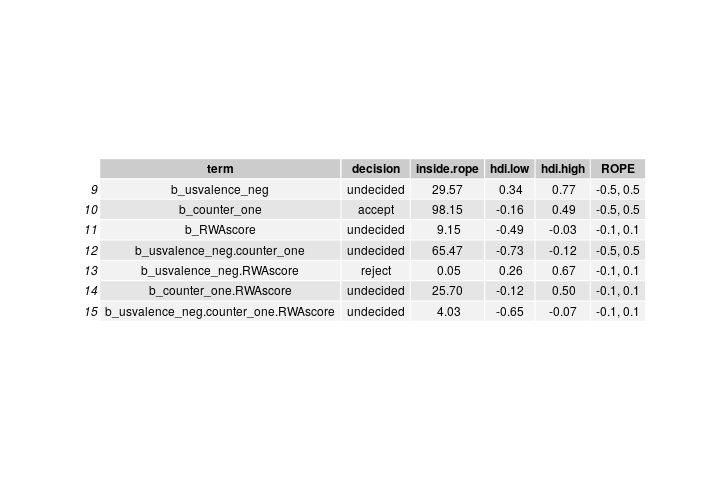 term decision inside.rope hdi.low hdi.high ROPE
9 b_usvalence_neg undecided 29.57 0.34 0.77 -0.5, 0.5
10 b_counter_one accept 98.15 -0.16 0.49 -0.5, 0.5
11 b_RWAscore undecided 9.15 -0.49 -0.03 -0.1, 0.1
12 b_usvalence_neg.counter_one undecided 65.47 -0.73 -0.12 -0.5, 0.5
13 b_usvalence_neg.RWAscore reject 0.05 0.26 0.67 -0.1, 0.1
14 b_counter_one.RWAscore undecided 25.70 -0.12 0.50 -0.1, 0.1
15 b_usvalence_neg.counter_one.RWAscore undecided 4.03 -0.65 -0.07 -0.1, 0.1